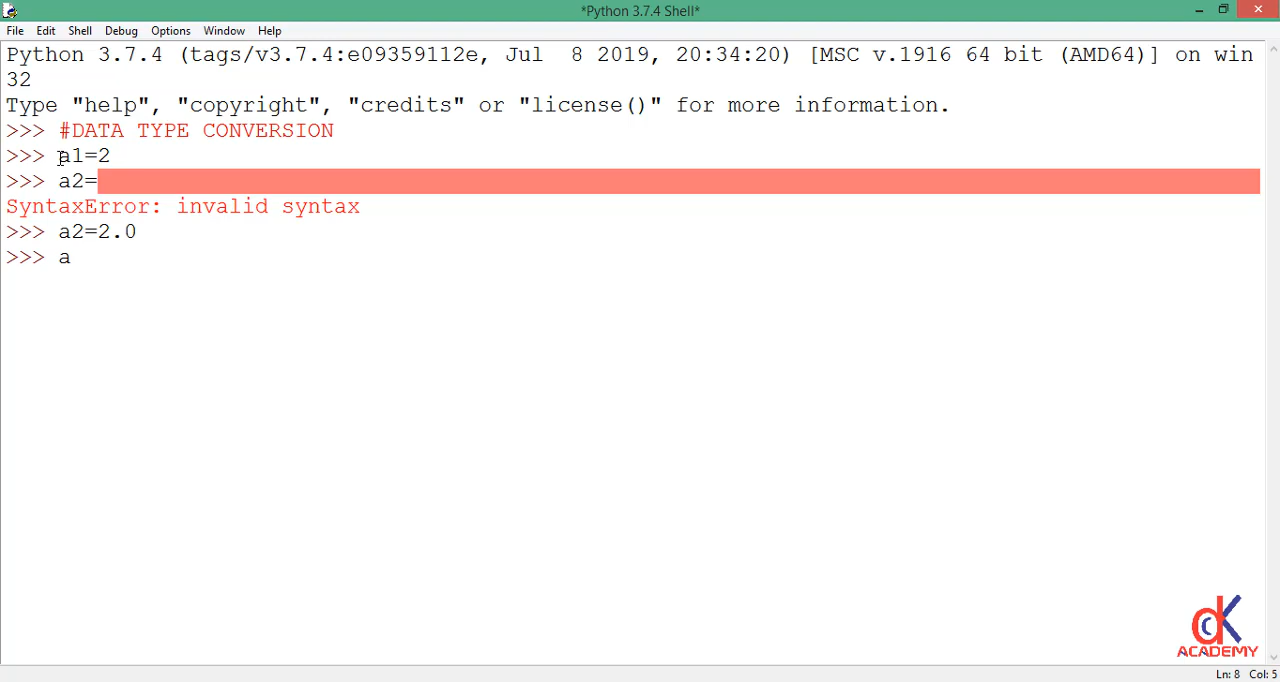 *Python 3.7.4 Shell*
File Edit Shell Debug Options Window Help
Python 3.7.4 (tags/v3.7.4:e09359112e, Jul  8 2019, 20:34:20) [MSC v.1916 64 bit (AMD64)] on win
32
Type "help", "copyright", "credits" or "license()" for more information.
>>> #DATA TYPE CONVERSION
>>> a1=2
>>> a2=
SyntaxError: invalid syntax
>>> a2=2.0
>>> a
dcK
ACADEMY
Ln: 8 Col: 5